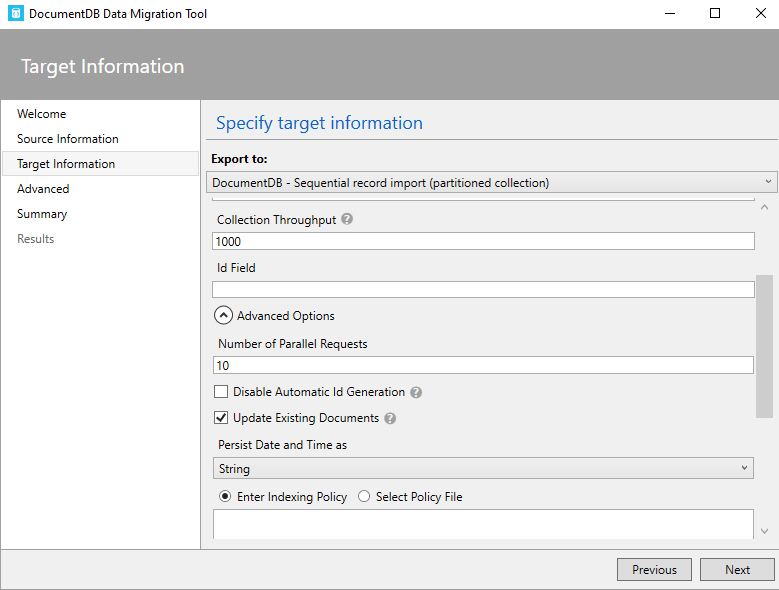 DocumentDB Data Migration Tool
Target Information
Welcome
Source Information
Target Information
Advanced
Summary
Results
Specify target information
Export to:
DocumentDB - Sequential record import (partitioned collection)
Collection Throughput ?
1000
Id Field
Advanced Options
Number of Parallel Requests
10
Disable Automatic Id Generation ?
Update Existing Documents ?
Persist Date and Time as
String
Enter Indexing Policy Select Policy File
Previous Next